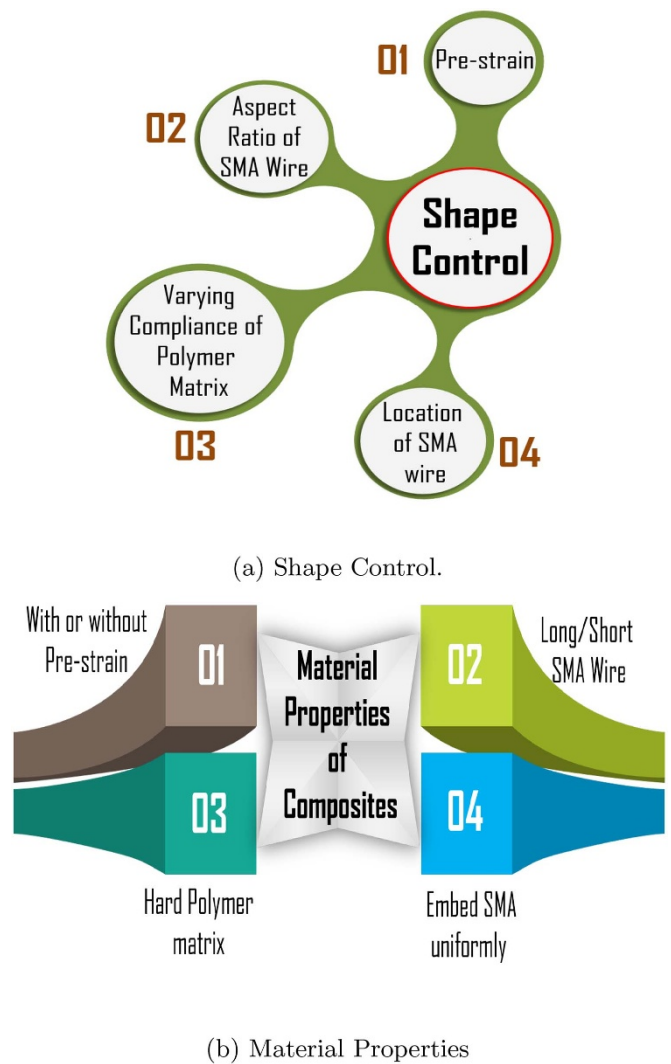 01
Pre-strain
02
Aspect
Ratio of
SMA Wire
Shape
Control
Varying
Compliance of
Polymer
Matrix
03
Location
of SMA
wire
04
(a) Shape Control.
With or without
Pre-strain
01
Material
Properties
of
Composites
02
Long/Short
SMA Wire
03
Hard Polymer
matrix
04
Embed SMA
uniformly
(b) Material Properties